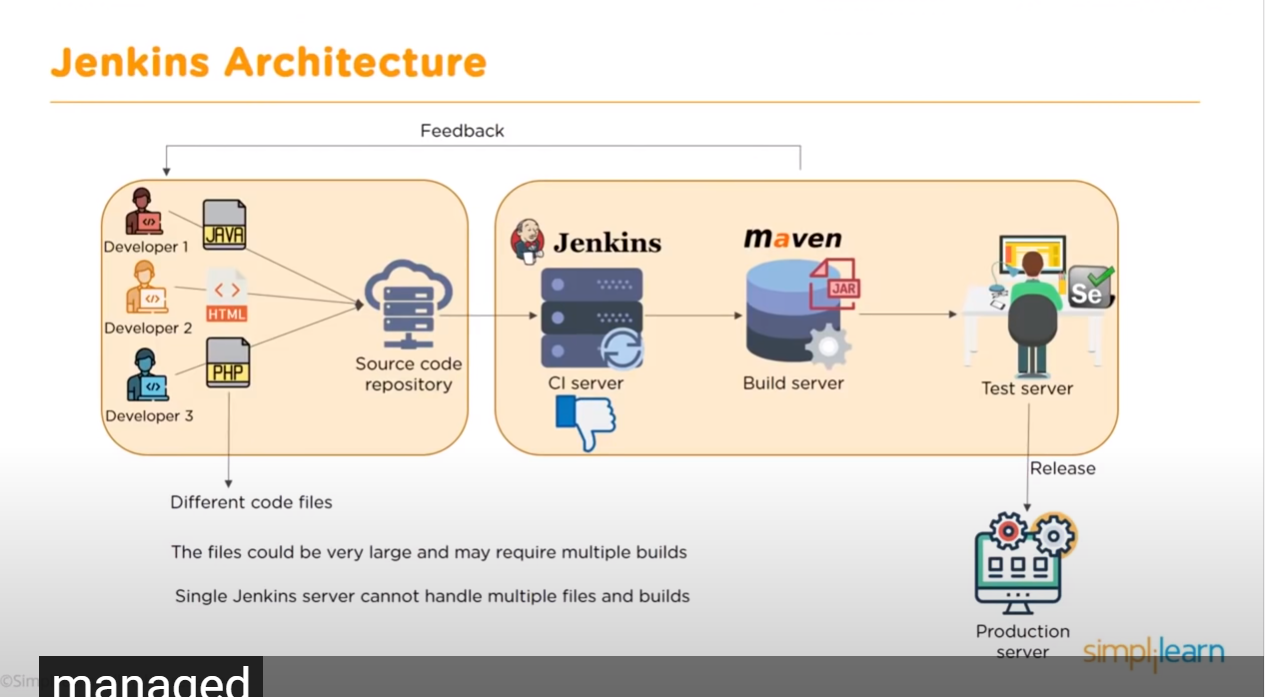 Jenkins Architecture
Feedback
Developer 1
JAVA
Developer 2
HTML
Developer 3
PHP
Source code
repository
Jenkins
CI server
maven
JAR
Build server
Se
Test server
Release
Different code files
The files could be very large and may require multiple builds
Single Jenkins server cannot handle multiple files and builds
Production
server
simplilearn
managed